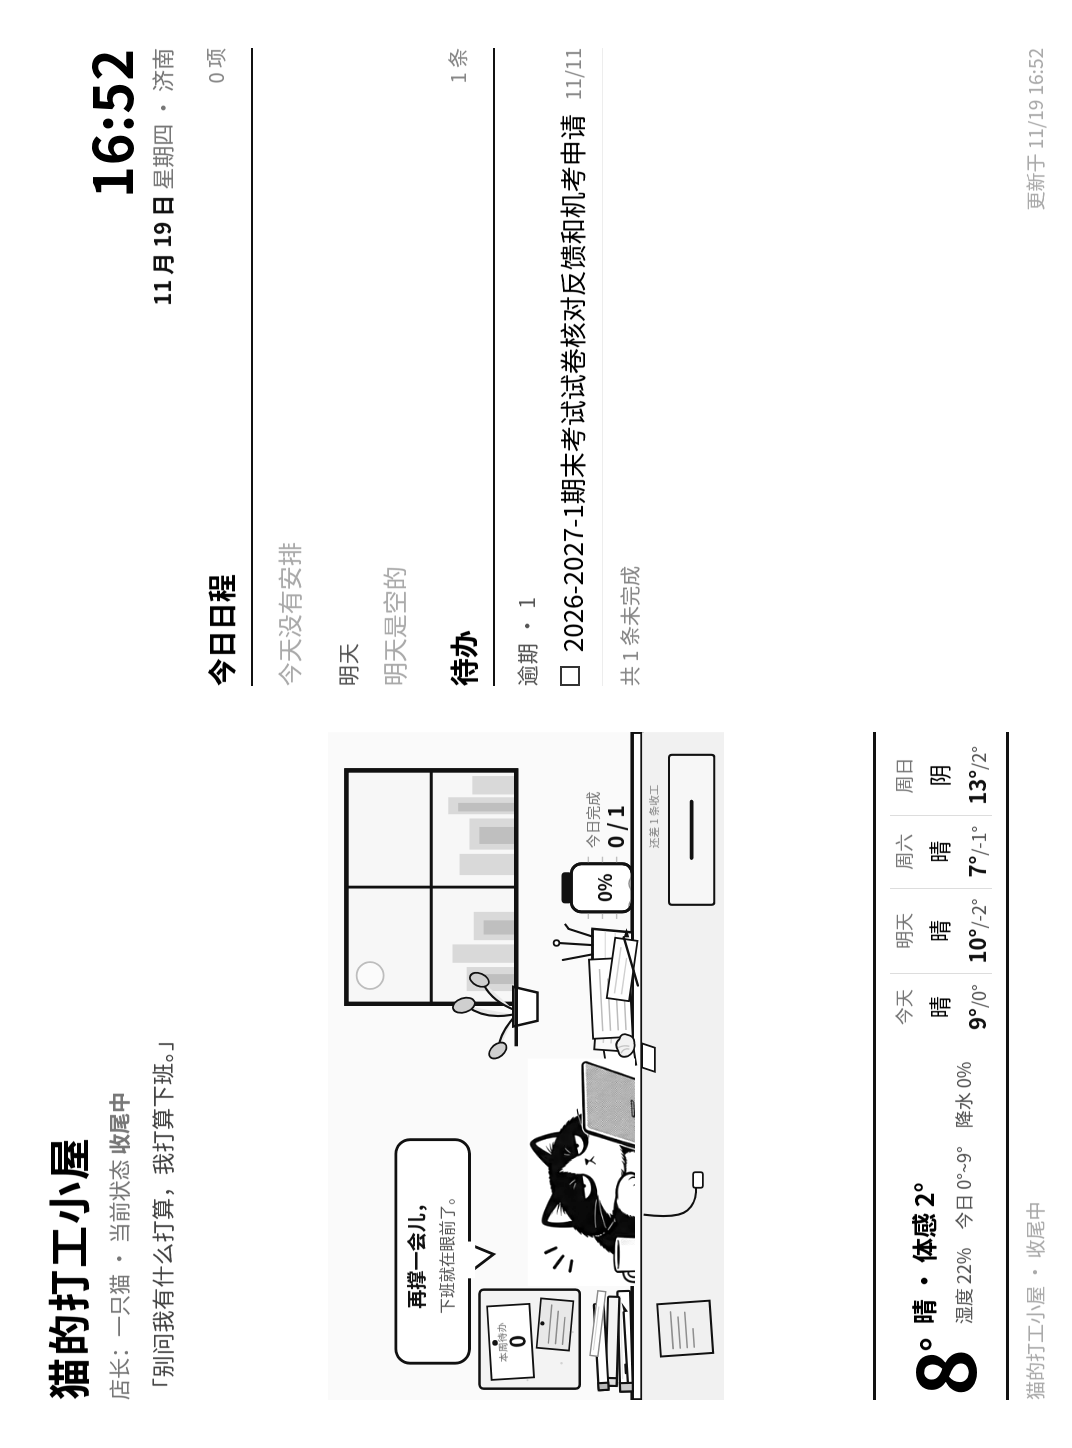 猫的打工小屋
店长：一只猫 · 当前状态 收尾中
「别问我有什么打算，我打算下班。」
16:52
11 月 19 日 星期四 · 济南
再撑一会儿，
下班就在眼前了。
本周待办
0
0%
今日完成
0 / 1
还差 1 条收工
8° 晴 · 体感 2°
湿度 22% 今日 0°~9° 降水 0%
今天 明天 周六 周日
晴 晴 晴 阴
9°/0° 10°/-2° 7°/-1° 13°/2°
今日日程 0 项
今天没有安排
明天
明天是空的
待办 1 条
逾期 · 1
2026-2027-1期末考试试卷核对反馈和机考申请 11/11
共 1 条未完成
猫的打工小屋 · 收尾中
更新于 11/19 16:52